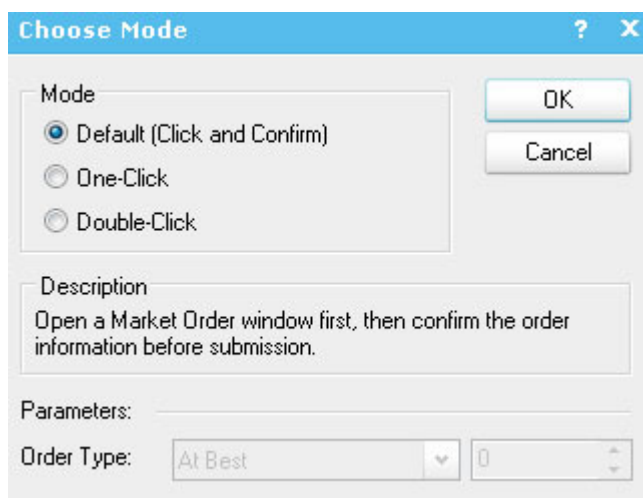 Choose Mode ? X
Mode
OK
Default (Click and Confirm)
Cancel
One-Click
Double-Click
Description
Open a Market Order window first, then confirm the order
information before submission.
Parameters:
Order Type: At Best 0